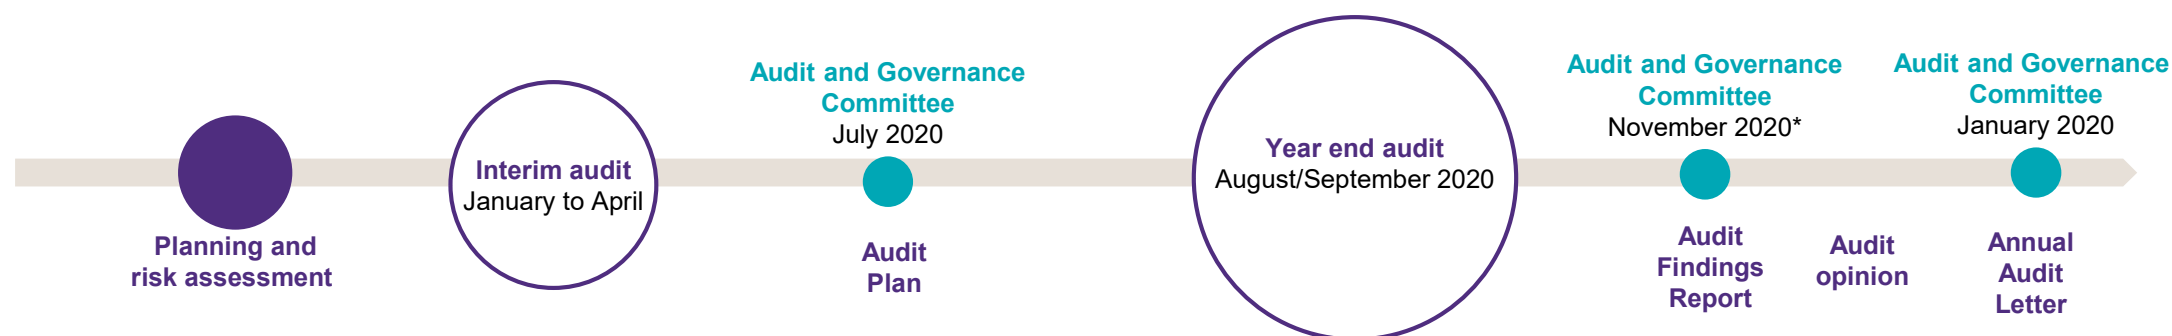 Planning and
risk assessment
Interim audit
January to April
Audit and Governance
Committee
July 2020
Audit
Plan
Year end audit
August/September 2020
Audit and Governance
Committee
November 2020*
Audit
Findings
Report
Audit
opinion
Audit and Governance
Committee
January 2020
Annual
Audit
Letter